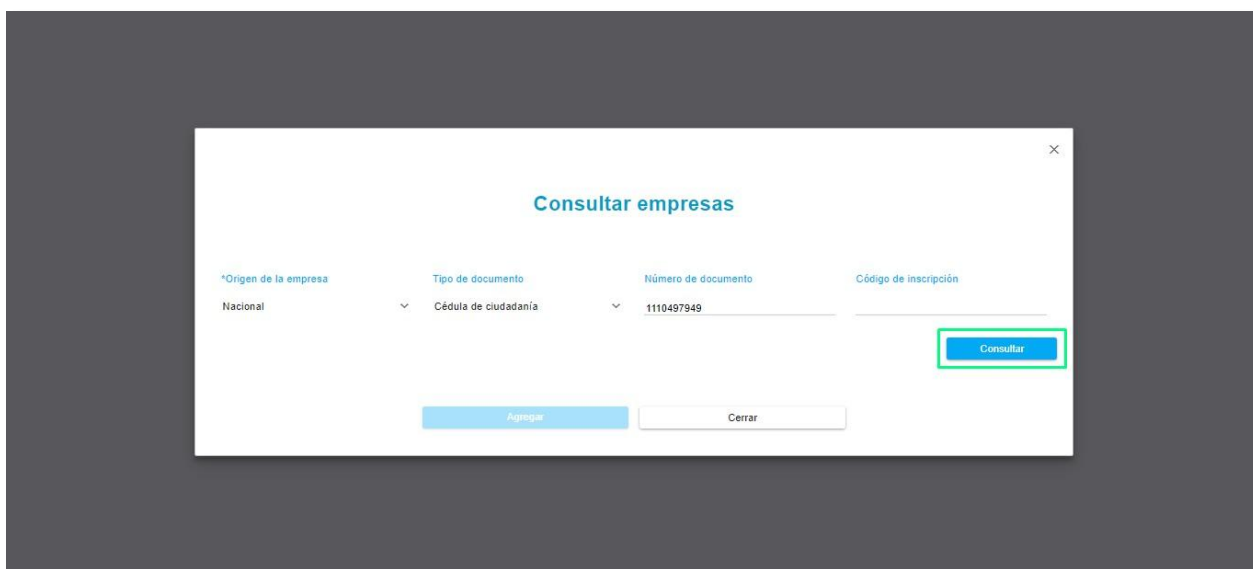 Consultar empresas
*Origen de la empresa
Tipo de documento
Número de documento
Código de inscripción
Nacional
Cédula de ciudadanía
1110497949
Consultar
Agregar
Cerrar